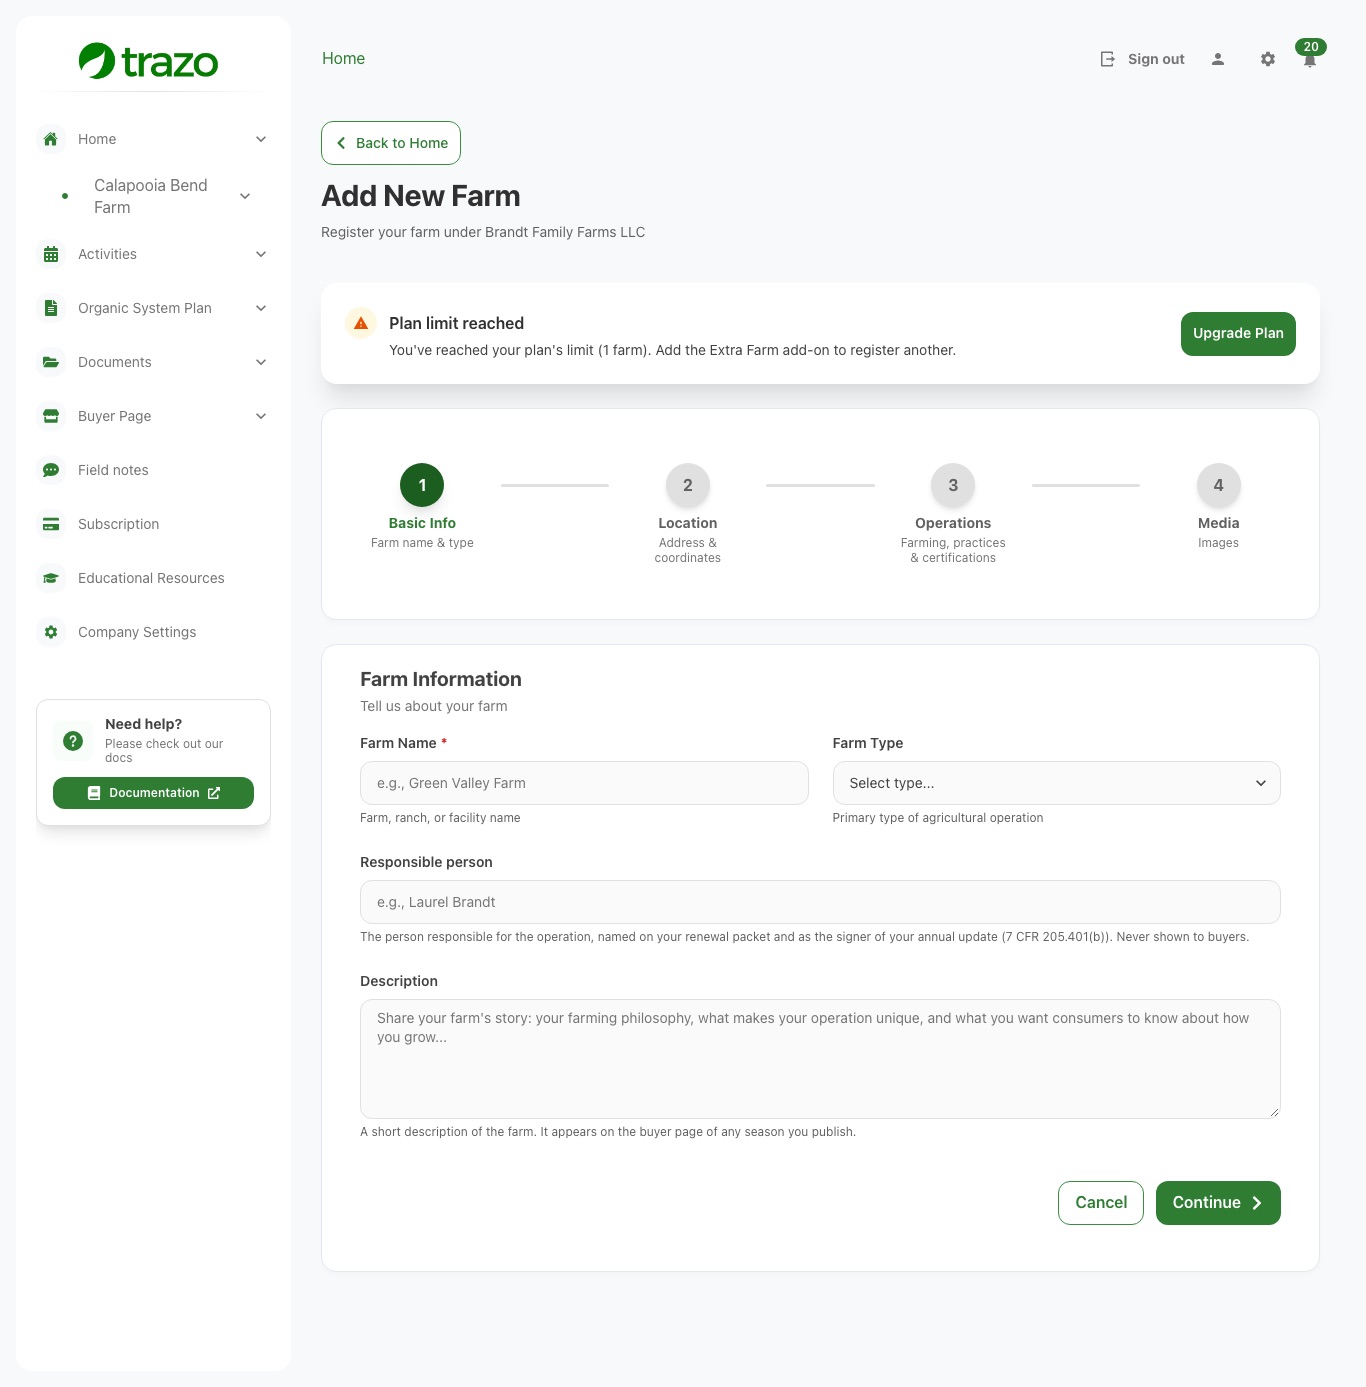 trazo
Home
Calapooia Bend
Farm
Activities
Organic System Plan
Documents
Buyer Page
Field notes
Subscription
Educational Resources
Company Settings
Need help?
Please check out our
docs
Documentation
Home
Sign out
20
Back to Home
Add New Farm
Register your farm under Brandt Family Farms LLC
Plan limit reached
You've reached your plan's limit (1 farm). Add the Extra Farm add-on to register another.
Upgrade Plan
1
Basic Info
Farm name & type
2
Location
Address &
coordinates
3
Operations
Farming, practices
& certifications
4
Media
Images
Farm Information
Tell us about your farm
Farm Name *
e.g., Green Valley Farm
Farm, ranch, or facility name
Farm Type
Select type...
Primary type of agricultural operation
Responsible person
e.g., Laurel Brandt
The person responsible for the operation, named on your renewal packet and as the signer of your annual update (7 CFR 205.401(b)). Never shown to buyers.
Description
Share your farm's story: your farming philosophy, what makes your operation unique, and what you want consumers to know about how
you grow...
A short description of the farm. It appears on the buyer page of any season you publish.
Cancel
Continue